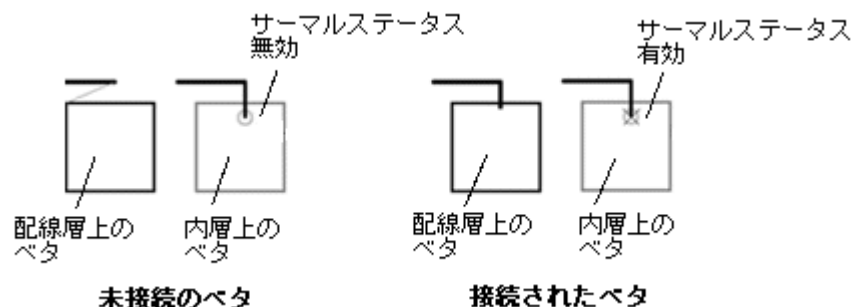 サーマルステータス
無効
配線層上の
ベタ
内層上の
ベタ
未接続のベタ
サーマルステータス
有効
配線層上の
ベタ
内層上の
ベタ
接続されたベタ